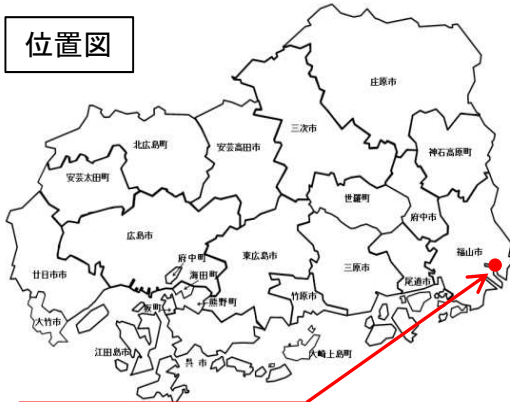 位置図
庄原市
三次市
北広島町
安芸高田市
神石高原町
安芸太田町
世羅町
府中市
広島市
東広島市
三原市
福山市
府中町
海田町
廿日市市
尾道市
熊野町
竹原市
坂町
大竹市
江田島市
呉市
大崎上島町